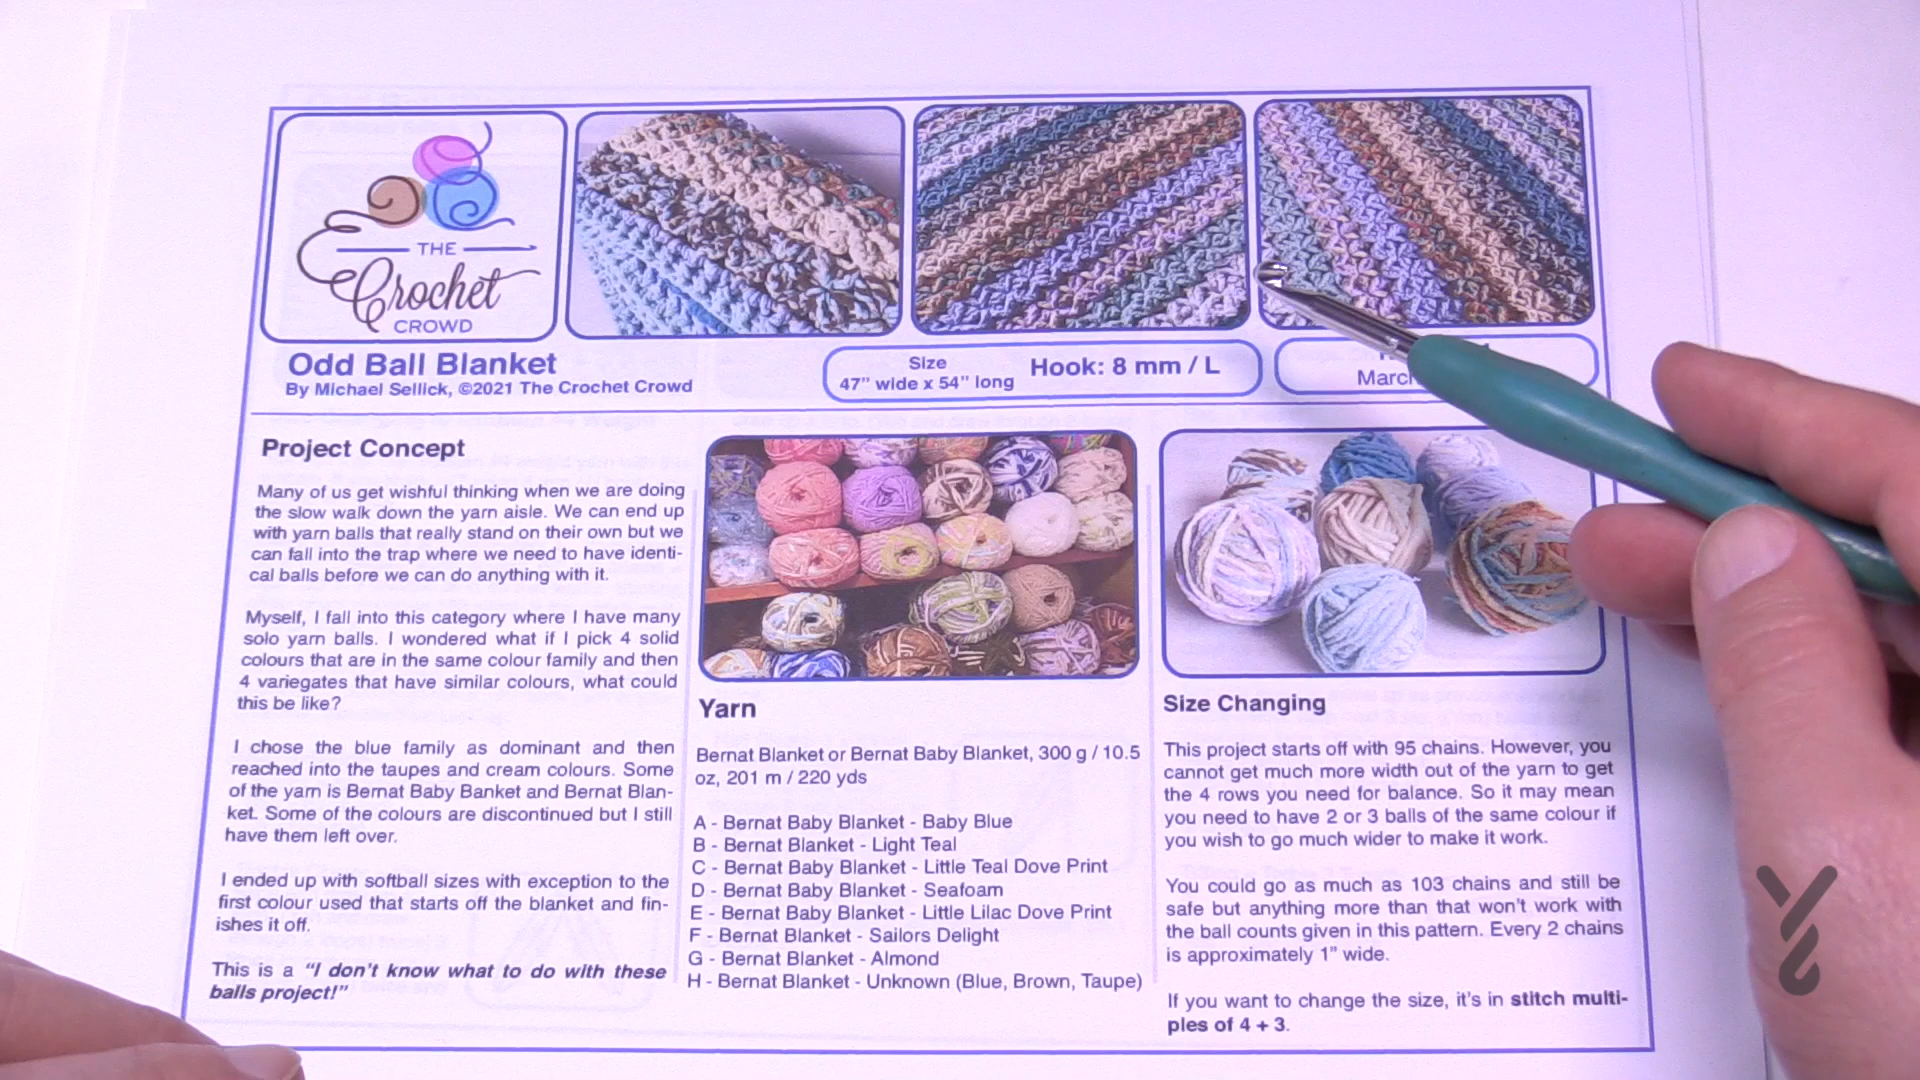 THE
Crochet
CROWD
Odd Ball Blanket
By Michael Sellick, ©2021 The Crochet Crowd
Size
47” wide x 54” long
Hook: 8 mm / L
Project Concept
Many of us get wishful thinking when we are doing
the slow walk down the yarn aisle. We can end up
with yarn balls that really stand on their own but we
can fall into the trap where we need to have identi-
cal balls before we can do anything with it.
Myself, I fall into this category where I have many
solo yarn balls. I wondered what if I pick 4 solid
colours that are in the same colour family and then
4 variegates that have similar colours, what could
this be like?
I chose the blue family as dominant and then
reached into the taupes and cream colours. Some
of the yarn is Bernat Baby Banket and Bernat Blan-
ket. Some of the colours are discontinued but I still
have them left over.
I ended up with softball sizes with exception to the
first colour used that starts off the blanket and fin-
ishes it off.
This is a “I don’t know what to do with these
balls project!”
Yarn
Bernat Blanket or Bernat Baby Blanket, 300 g / 10.5
oz, 201 m / 220 yds
A - Bernat Baby Blanket - Baby Blue
B - Bernat Blanket - Light Teal
C - Bernat Baby Blanket - Little Teal Dove Print
D - Bernat Baby Blanket - Seafoam
E - Bernat Baby Blanket - Little Lilac Dove Print
F - Bernat Blanket - Sailors Delight
G - Bernat Blanket - Almond
H - Bernat Blanket - Unknown (Blue, Brown, Taupe)
Size Changing
This project starts off with 95 chains. However, you
cannot get much more width out of the yarn to get
the 4 rows you need for balance. So it may mean
you need to have 2 or 3 balls of the same colour if
you wish to go much wider to make it work.
You could go as much as 103 chains and still be
safe but anything more than that won’t work with
the ball counts given in this pattern. Every 2 chains
is approximately 1” wide.
If you want to change the size, it’s in stitch multi-
ples of 4 + 3.